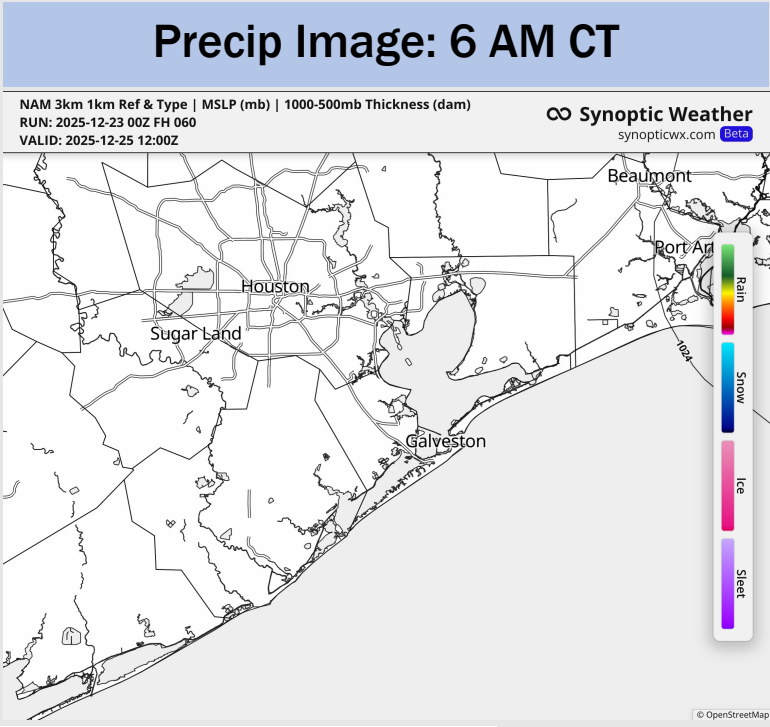 Precip Image: 6 AM CT
NAM 3km 1km Ref & Type | MSLP (mb) | 1000-500mb Thickness (dam)
RUN: 2025-12-23 00Z FH 060
VALID: 2025-12-25 12:00Z
Synoptic Weather
synopticwx.com Beta
Beaumont
Port Art
Houston
Sugar Land
Galveston
1024
Rain
Snow
Ice
Sleet
© OpenStreetMap